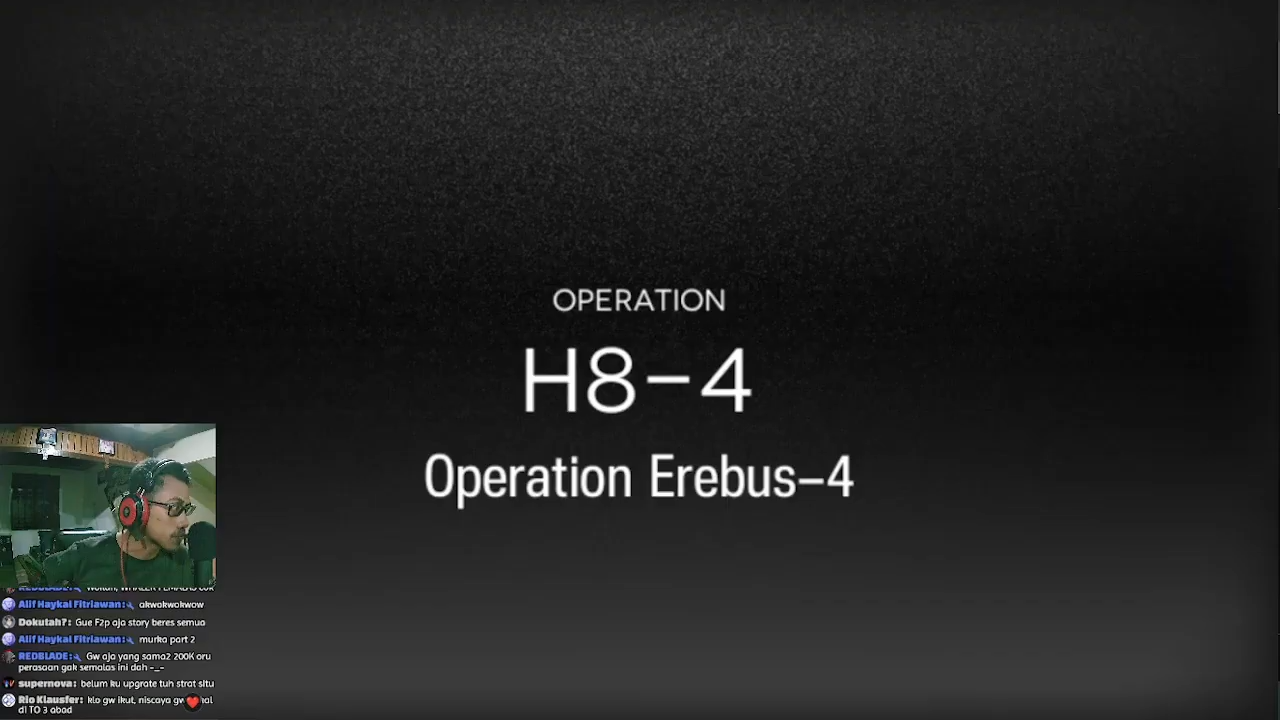 OPERATION
H8-4
Operation Erebus-4
Alif Haykal Fitriawan: akwokwokwow
Dokutah?: Gue F2p aja story beres semua
Alif Haykal Fitriawan: murka part 2
REDBLADE: Gw aja yang sama2 200K oru
perasaan gak semalas ini dah -_-
supernova: belum ku upgrade tuh strat situ
Rio Klausfer: klo gw ikut, niscaya
di TO 3 abad